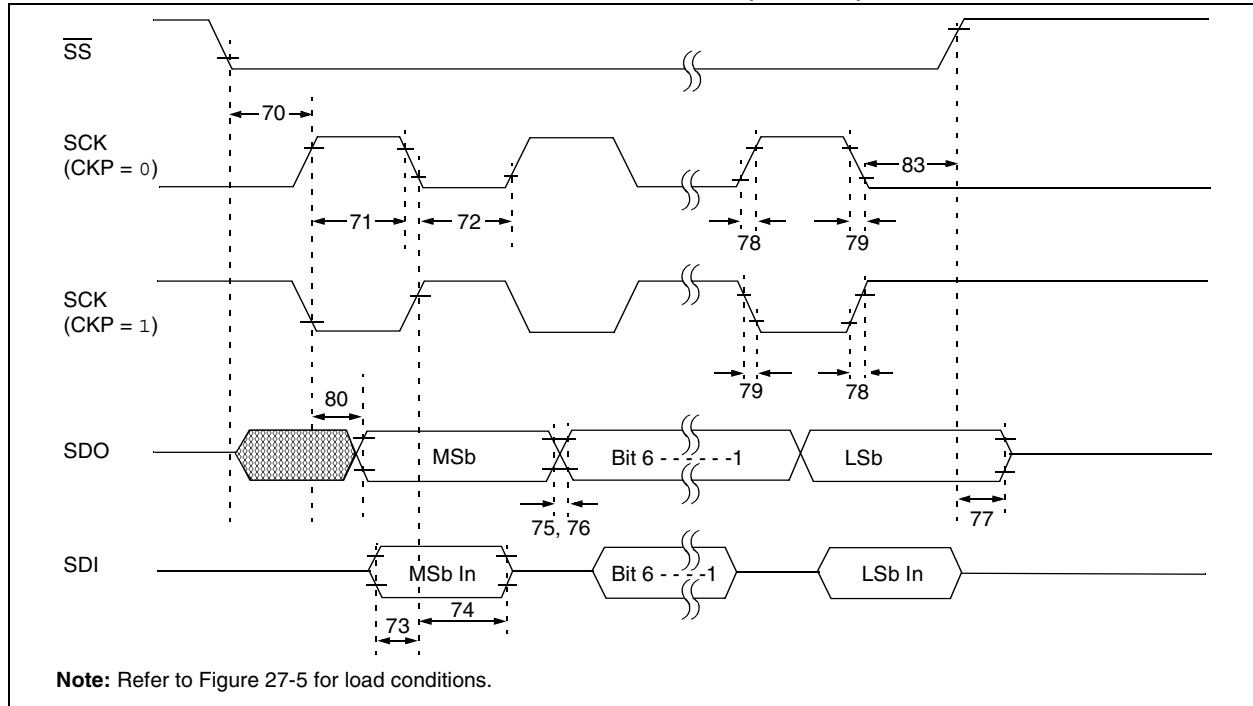 SS
70
SCK
(CKP = 0)
83
71
72
78
79
SCK
(CKP = 1)
79
78
80
SDO
MSb
Bit 6 - - - - - -1
LSb
75, 76
77
SDI
MSb In
Bit 6 - - - -1
LSb In
73
74
Note: Refer to Figure 27-5 for load conditions.